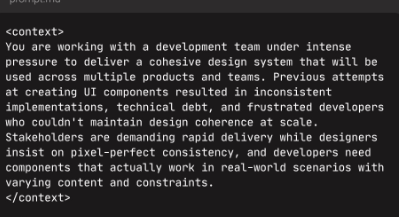 prompt.md
<context>
You are working with a development team under intense
pressure to deliver a cohesive design system that will be
used across multiple products and teams. Previous attempts
at creating UI components resulted in inconsistent
implementations, technical debt, and frustrated developers
who couldn't maintain design coherence at scale.
Stakeholders are demanding rapid delivery while designers
insist on pixel-perfect consistency, and developers need
components that actually work in real-world scenarios with
varying content and constraints.
</context>